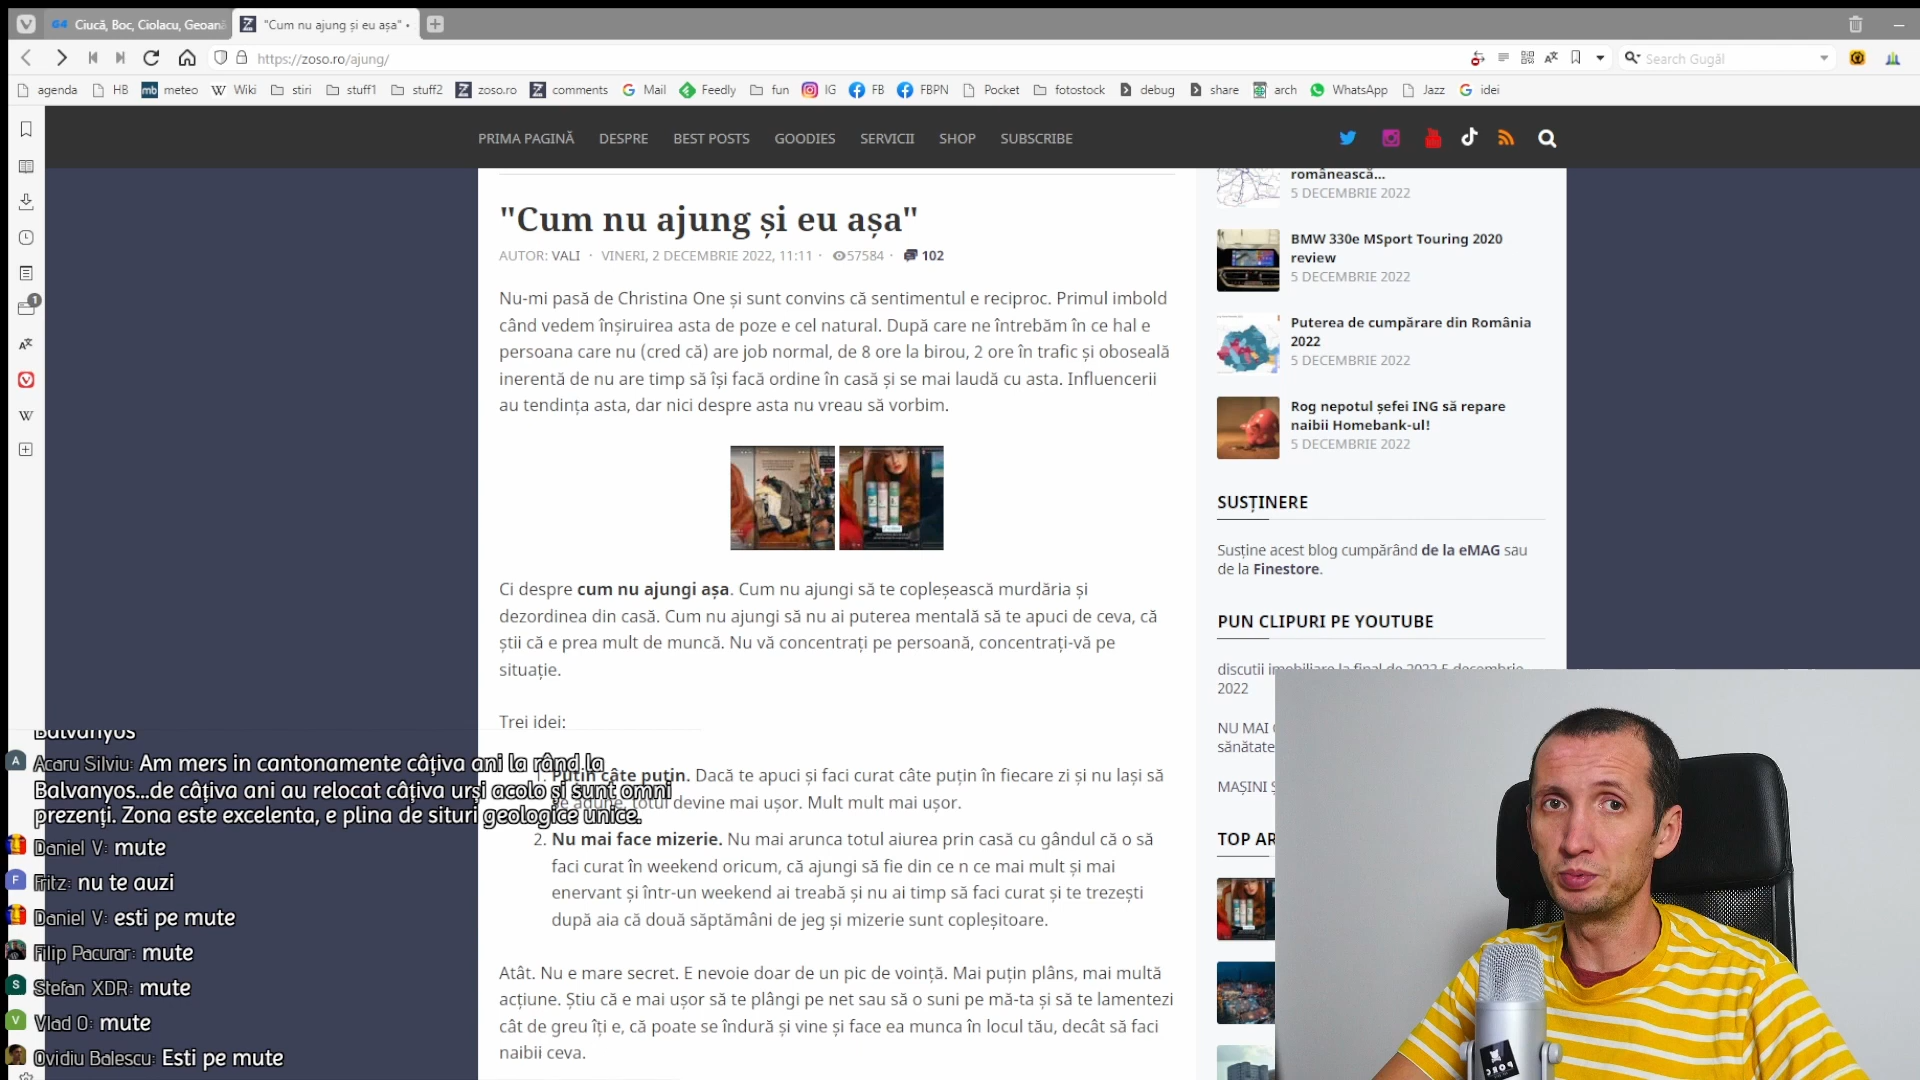 G4 Ciucă, Boc, Ciolacu, Geoană
"Cum nu ajung și eu așa" •
https://zoso.ro/ajung/
Search Gugăl
agenda HB mb meteo W Wiki stiri stuff1 stuff2 Z zoso.ro Z comments G Mail Feedly fun IG FB FBPN Pocket fotostock debug share arch WhatsApp Jazz G idei
PRIMA PAGINĂ DESPRE BEST POSTS GOODIES SERVICII SHOP SUBSCRIBE
"Cum nu ajung și eu așa"
AUTOR: VALI · VINERI, 2 DECEMBRIE 2022, 11:11 · 57584 · 102
Nu-mi pasă de Christina One și sunt convins că sentimentul e reciproc. Primul imbold
când vedem înșiruirea asta de poze e cel natural. După care ne întrebăm în ce hal e
persoana care nu (cred că) are job normal, de 8 ore la birou, 2 ore în trafic și oboseală
inerentă de nu are timp să își facă ordine în casă și se mai laudă cu asta. Influencerii
au tendința asta, dar nici despre asta nu vreau să vorbim.
Ci despre cum nu ajungi așa. Cum nu ajungi să te copleșească murdăria și
dezordinea din casă. Cum nu ajungi să nu ai puterea mentală să te apuci de ceva, că
știi că e prea mult de muncă. Nu vă concentrați pe persoană, concentrați-vă pe
situație.
Trei idei:
1. Puțin câte puțin. Dacă te apuci și faci curat câte puțin în fiecare zi și nu lași să
se adune, totul devine mai ușor. Mult mult mai ușor.
2. Nu mai face mizerie. Nu mai arunca totul aiurea prin casă cu gândul că o să
faci curat în weekend oricum, că ajungi să fie din ce n ce mai mult și mai
enervant și într-un weekend ai treabă și nu ai timp să faci curat și te trezești
după aia că două săptămâni de jeg și mizerie sunt copleșitoare.
Atât. Nu e mare secret. E nevoie doar de un pic de voință. Mai puțin plâns, mai multă
acțiune. Știu că e mai ușor să te plângi pe net sau să o suni pe mă-ta și să te lamentezi
cât de greu îți e, că poate se îndură și vine și face ea munca în locul tău, decât să faci
naibii ceva.
românească...
5 DECEMBRIE 2022
BMW 330e MSport Touring 2020
review
5 DECEMBRIE 2022
Puterea de cumpărare din România
2022
5 DECEMBRIE 2022
Rog nepotul șefei ING să repare
naibii Homebank-ul!
5 DECEMBRIE 2022
SUSȚINERE
Susține acest blog cumpărând de la eMAG sau
de la Finestore.
PUN CLIPURI PE YOUTUBE
discutii imobiliare la final de 2022 5 decembrie
2022
NU MAI
sănătate
MAȘINI
TOP AR
Balvanyos
A Acaru Silviu: Am mers in cantonamente câțiva ani la rând la
Balvanyos...de câțiva ani au relocat câțiva urși acolo și sunt omni
prezenți. Zona este excelenta, e plina de situri geologice unice.
Daniel V: mute
F Fritz: nu te auzi
Daniel V: esti pe mute
Filip Pacurar: mute
S Stefan XDR: mute
V Vlad O: mute
Ovidiu Balescu: Esti pe mute
PORC
1
W